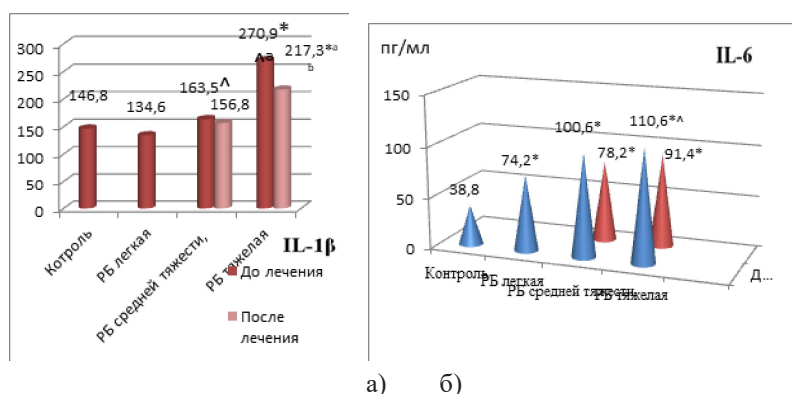 270,9*
^a
217,3*a
b
300
250
200
150
100
50
0
146,8
134,6
163,5^
156,8
Котроль
РБ легкая
РБ средней тяжести,
РБ тяжелая
IL-1β
До лечения
После
лечения
пг/мл
IL-6
150
100
50
0
38,8
74,2*
100,6*
78,2*
110,6*^
91,4*
Контроль
РБ легкая
РБ средней тяжести
РБ тяжелая
Д...
а) б)